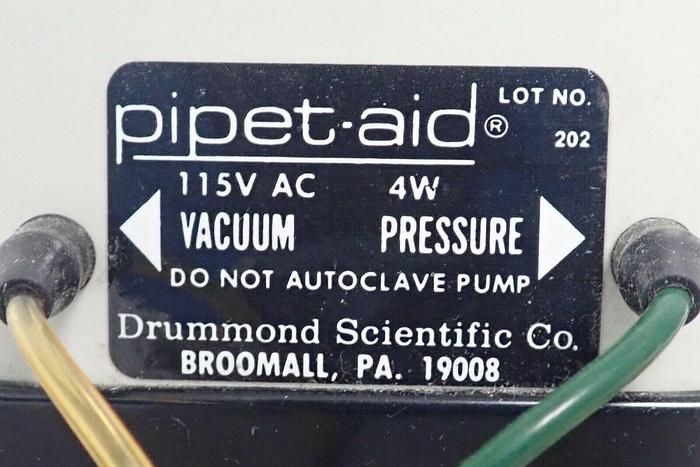 pipet-aid® LOT NO.
202
115V AC 4W
VACUUM PRESSURE
DO NOT AUTOCLAVE PUMP
Drummond Scientific Co.
BROOMALL, PA. 19008